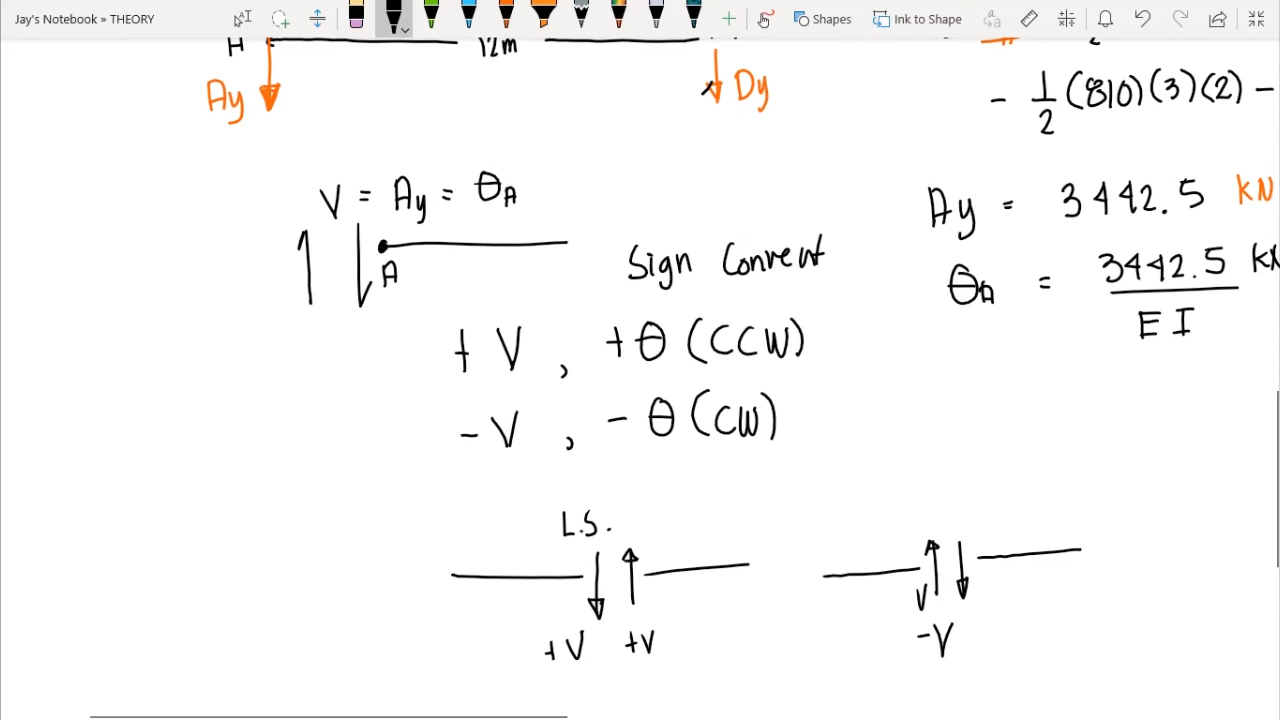 Jay's Notebook » THEORY
Shapes
Ink to Shape
12m
Ay
Dy
- 1/2 (810)(3)(2) -
V = Ay = θA
A
Ay = 3442.5 kN
θA = 3442.5 kN
EI
Sign Convent
+ V , + θ (CCW)
- V , - θ (CW)
L.S.
+V +V
V
-V